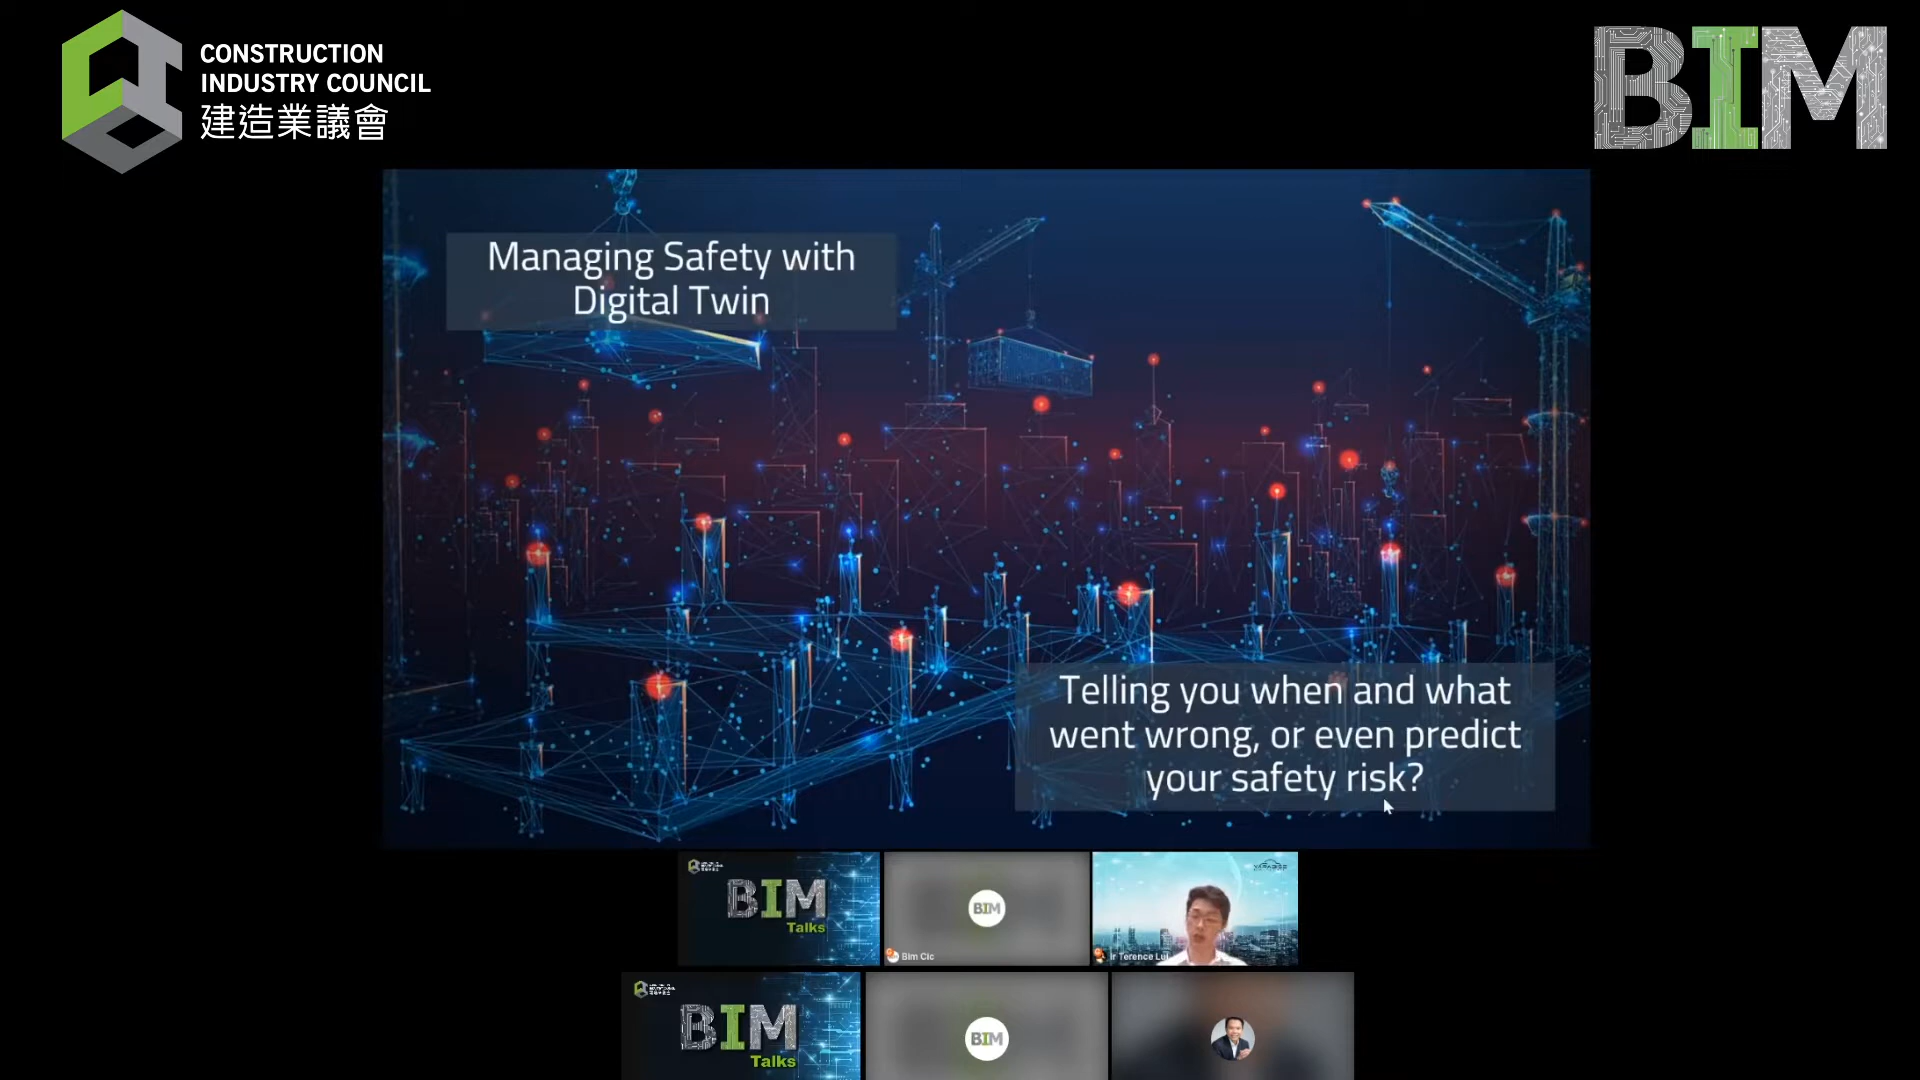 CONSTRUCTION
INDUSTRY COUNCIL
建造業議會
BIM
Managing Safety with
Digital Twin
Telling you when and what
went wrong, or even predict
your safety risk?
BIM
Talks
BIM
Bim Cic
Ir Terence Lui
BIM
Talks
BIM